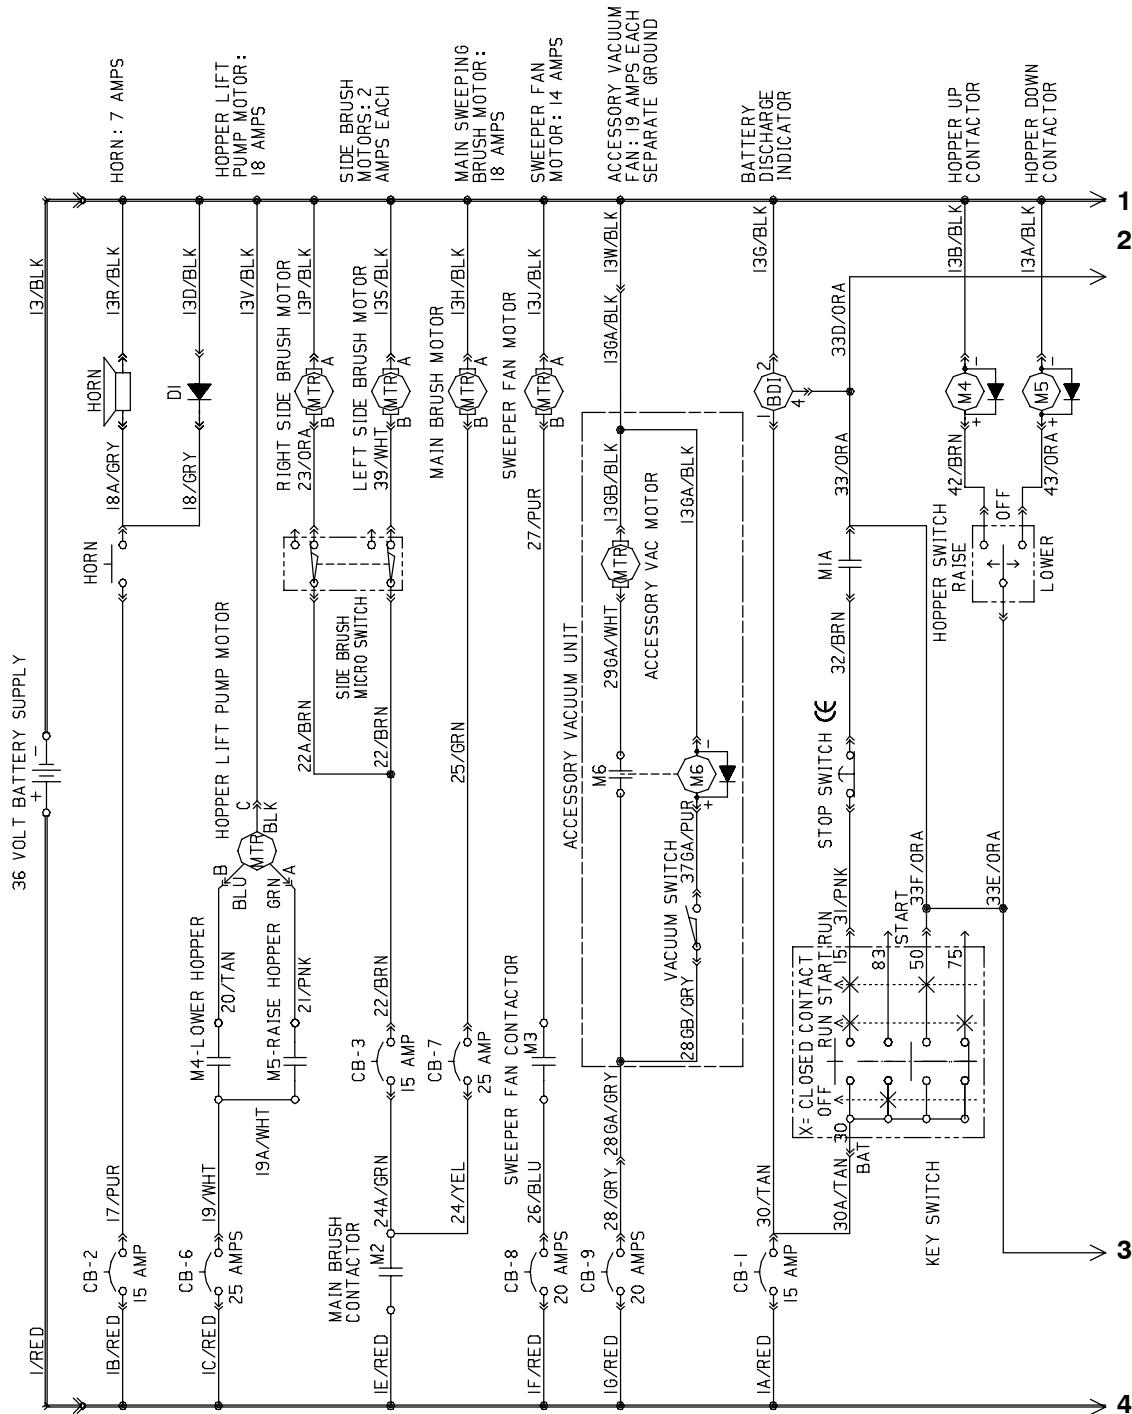 36 VOLT BATTERY SUPPLY
1/RED
+
-
13/BLK
1B/RED
CB-2
15 AMP
17/PUR
HORN
18A/GRY
HORN
13R/BLK
HORN: 7 AMPS
18/GRY
D1
13D/BLK
1C/RED
CB-6
25 AMPS
19/WHT
19A/WHT
M4-LOWER HOPPER
20/TAN
M5-RAISE HOPPER
21/PNK
HOPPER LIFT PUMP MOTOR
B
BLU
GRN
A
MTR
C
BLK
13V/BLK
HOPPER LIFT
PUMP MOTOR:
18 AMPS
MAIN BRUSH
CONTACTOR
1E/RED
M2
24A/GRN
CB-3
15 AMP
22/BRN
22A/BRN
22/BRN
SIDE BRUSH
MICRO SWITCH
RIGHT SIDE BRUSH MOTOR
23/ORA
B
MTR
A
13P/BLK
LEFT SIDE BRUSH MOTOR
39/WHT
B
MTR
A
13S/BLK
SIDE BRUSH
MOTORS: 2
AMPS EACH
24/YEL
CB-7
25 AMP
25/GRN
MAIN BRUSH MOTOR
B
MTR
A
13H/BLK
MAIN SWEEPING
BRUSH MOTOR:
18 AMPS
1F/RED
CB-8
20 AMPS
26/BLU
SWEEPER FAN CONTACTOR
M3
27/PUR
SWEEPER FAN MOTOR
B
MTR
A
13J/BLK
SWEEPER FAN
MOTOR: 14 AMPS
1G/RED
CB-9
20 AMPS
28/GRY
28GA/GRY
ACCESSORY VACUUM UNIT
M6
29GA/WHT
MTR
ACCESSORY VAC MOTOR
13GB/BLK
13GA/BLK
13W/BLK
ACCESSORY VACUUM
FAN: 19 AMPS EACH
SEPARATE GROUND
28GB/GRY
VACUUM SWITCH
37GA/PUR
+
M6
-
13GA/BLK
1A/RED
CB-1
15 AMP
30/TAN
1
BDI
2
4
13G/BLK
BATTERY
DISCHARGE
INDICATOR
30A/TAN
BAT
30
KEY SWITCH
X= CLOSED CONTACT
OFF
RUN
START
RUN
START
15
83
50
75
31/PNK
STOP SWITCH CE
32/BRN
M1A
33/ORA
33D/ORA
33F/ORA
33E/ORA
HOPPER SWITCH
RAISE
OFF
LOWER
42/BRN
+
M4
-
13B/BLK
HOPPER UP
CONTACTOR
43/ORA
+
M5
-
13A/BLK
HOPPER DOWN
CONTACTOR
1
2
3
4